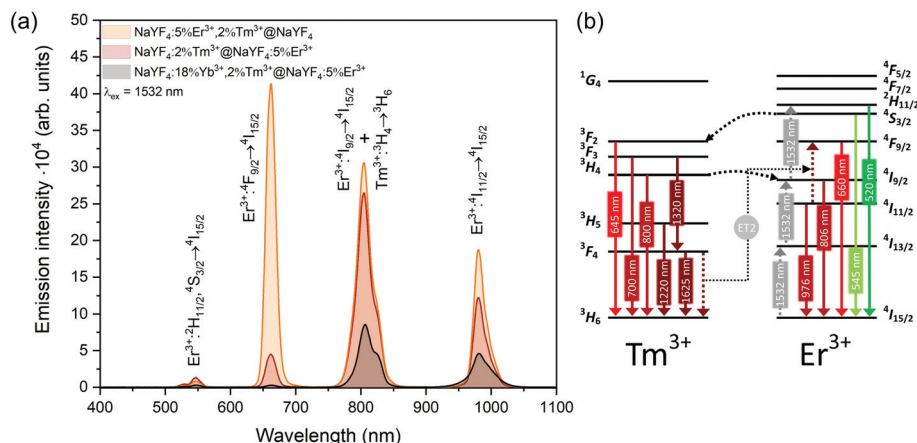 (a)
Emission intensity ·10⁴ (arb. units)
50
45
40
35
30
25
20
15
10
5
0
NaYF₄:5%Er³⁺,2%Tm³⁺@NaYF₄
NaYF₄:2%Tm³⁺@NaYF₄:5%Er³⁺
NaYF₄:18%Yb³⁺,2%Tm³⁺@NaYF₄:5%Er³⁺
λex = 1532 nm
Er³⁺:²H₁₁/₂,⁴S₃/₂→⁴I₁₅/₂
Er³⁺:⁴F₉/₂→⁴I₁₅/₂
Er³⁺:⁴I₉/₂→⁴I₁₅/₂ +
Tm³⁺:³H₄→³H₆
Er³⁺:⁴I₁₁/₂→⁴I₁₅/₂
400 500 600 700 800 900 1000 1100
Wavelength (nm)
(b)
¹G₄
³F₂
³F₃
³H₄
³H₅
³F₄
³H₆
645 nm
700 nm
800 nm
1220 nm
1320 nm
1625 nm
Tm³⁺
ET2
1532 nm
1532 nm
1532 nm
976 nm
806 nm
660 nm
545 nm
520 nm
⁴F₅/₂
⁴F₇/₂
²H₁₁/₂
⁴S₃/₂
⁴F₉/₂
⁴I₉/₂
⁴I₁₁/₂
⁴I₁₃/₂
⁴I₁₅/₂
Er³⁺